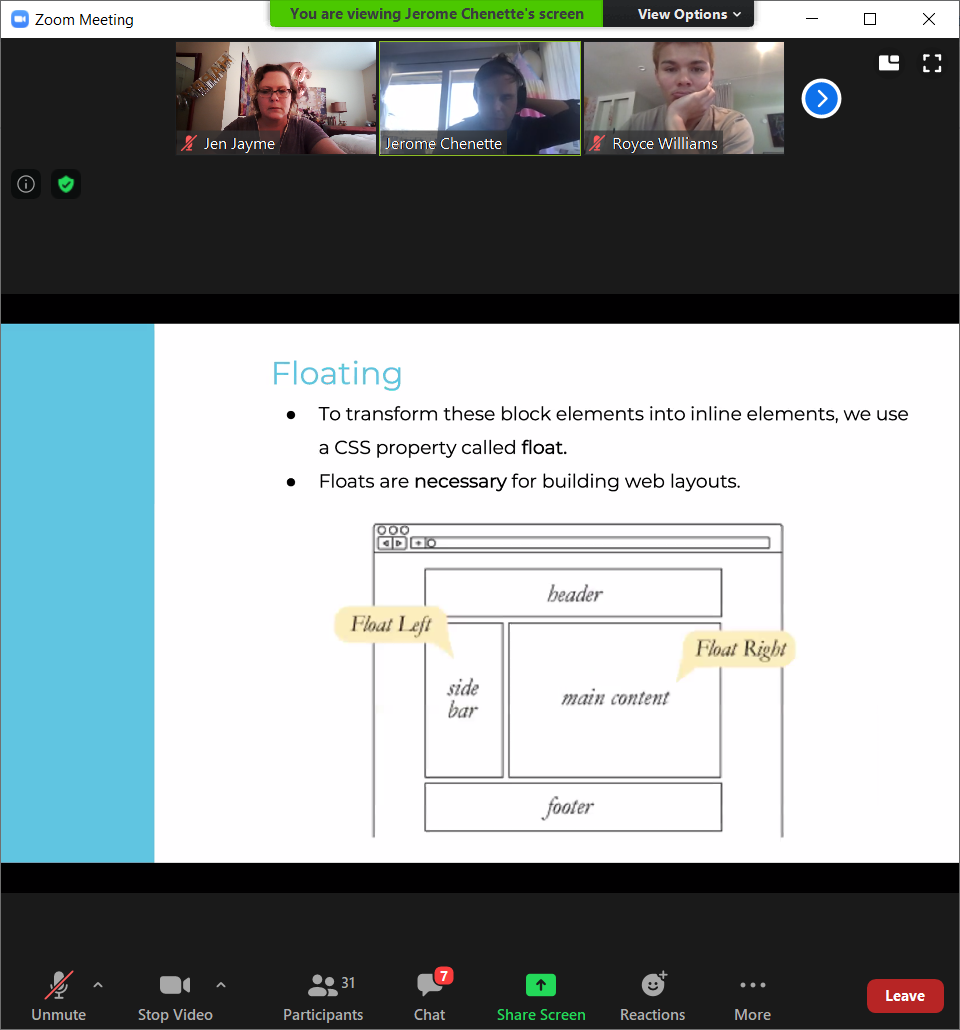 Zoom Meeting
You are viewing Jerome Chenette's screen
View Options
Jen Jayme
Jerome Chenette
Royce Williams
Floating
● To transform these block elements into inline elements, we use
a CSS property called float.
● Floats are necessary for building web layouts.
header
Float Left
Float Right
side
bar
main content
footer
31
7
Unmute
Stop Video
Participants
Chat
Share Screen
Reactions
More
Leave